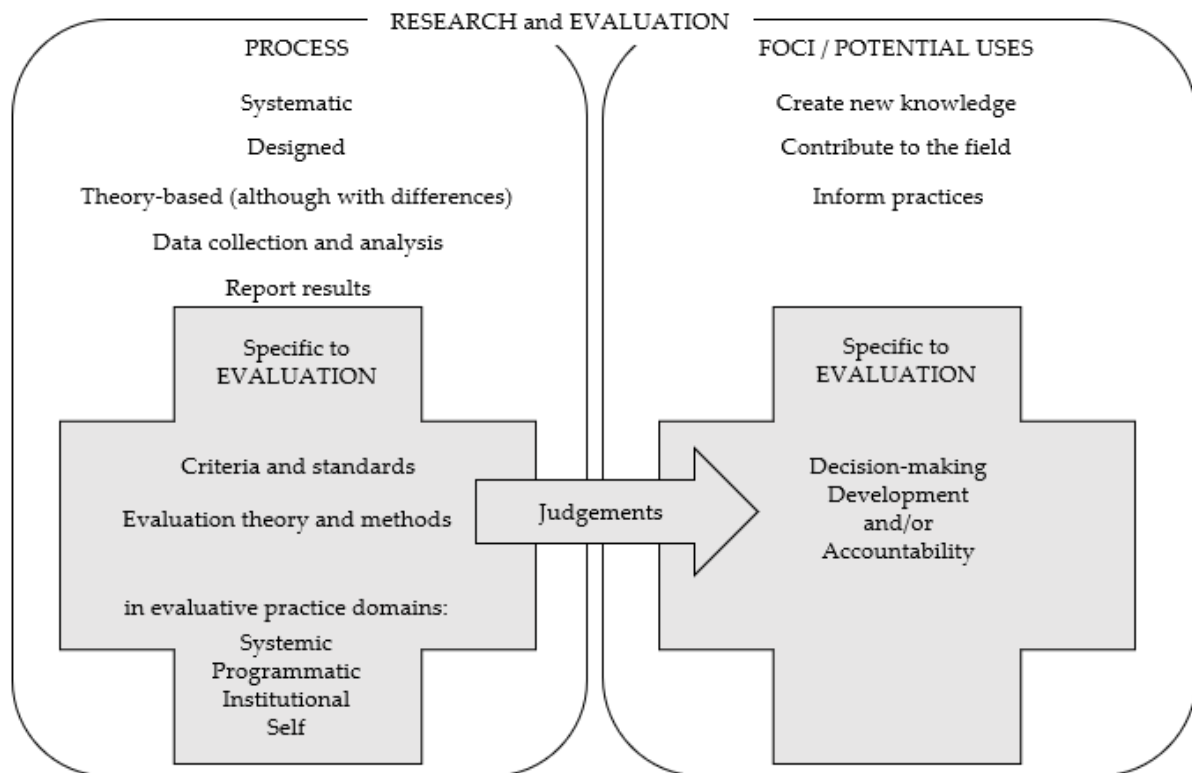 RESEARCH and EVALUATION
PROCESS
Systematic
Designed
Theory-based (although with differences)
Data collection and analysis
Report results
Specific to
EVALUATION
Criteria and standards
Evaluation theory and methods
in evaluative practice domains:
Systemic
Programmatic
Institutional
Self
Judgements
FOCI / POTENTIAL USES
Create new knowledge
Contribute to the field
Inform practices
Specific to
EVALUATION
Decision-making
Development
and/or
Accountability